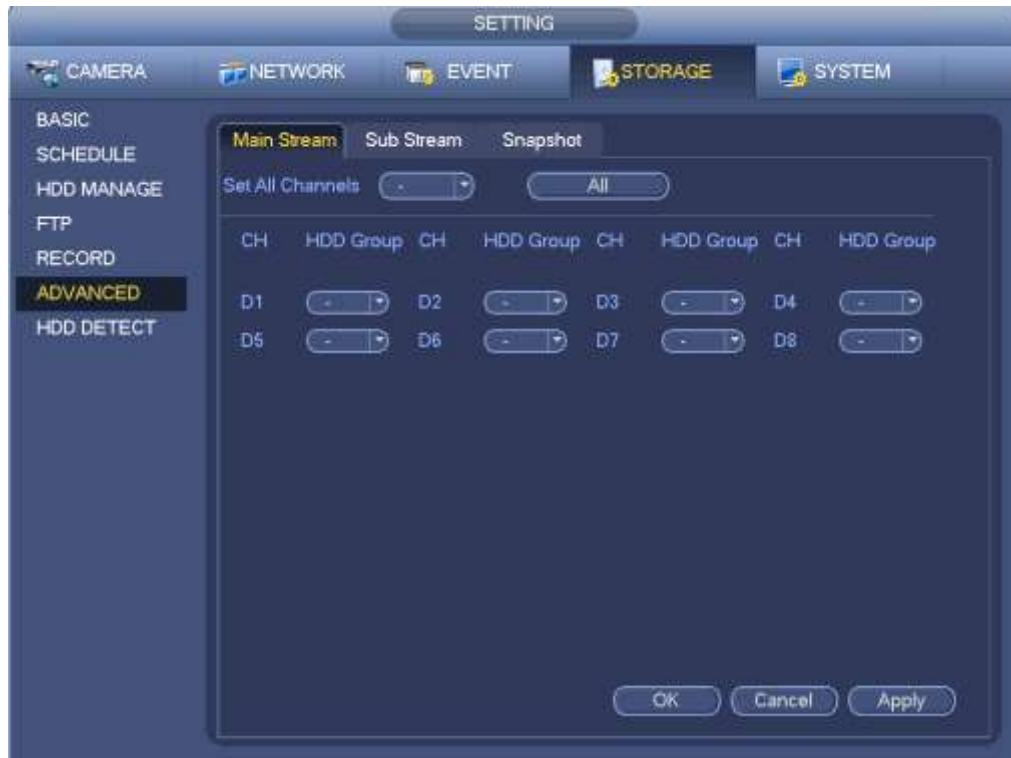 SETTING
CAMERA NETWORK EVENT STORAGE SYSTEM
BASIC
SCHEDULE
HDD MANAGE
FTP
RECORD
ADVANCED
HDD DETECT
Main Stream Sub Stream Snapshot
Set All Channels - All
CH HDD Group CH HDD Group CH HDD Group CH HDD Group
D1 - D2 - D3 - D4 -
D5 - D6 - D7 - D8 -
OK Cancel Apply